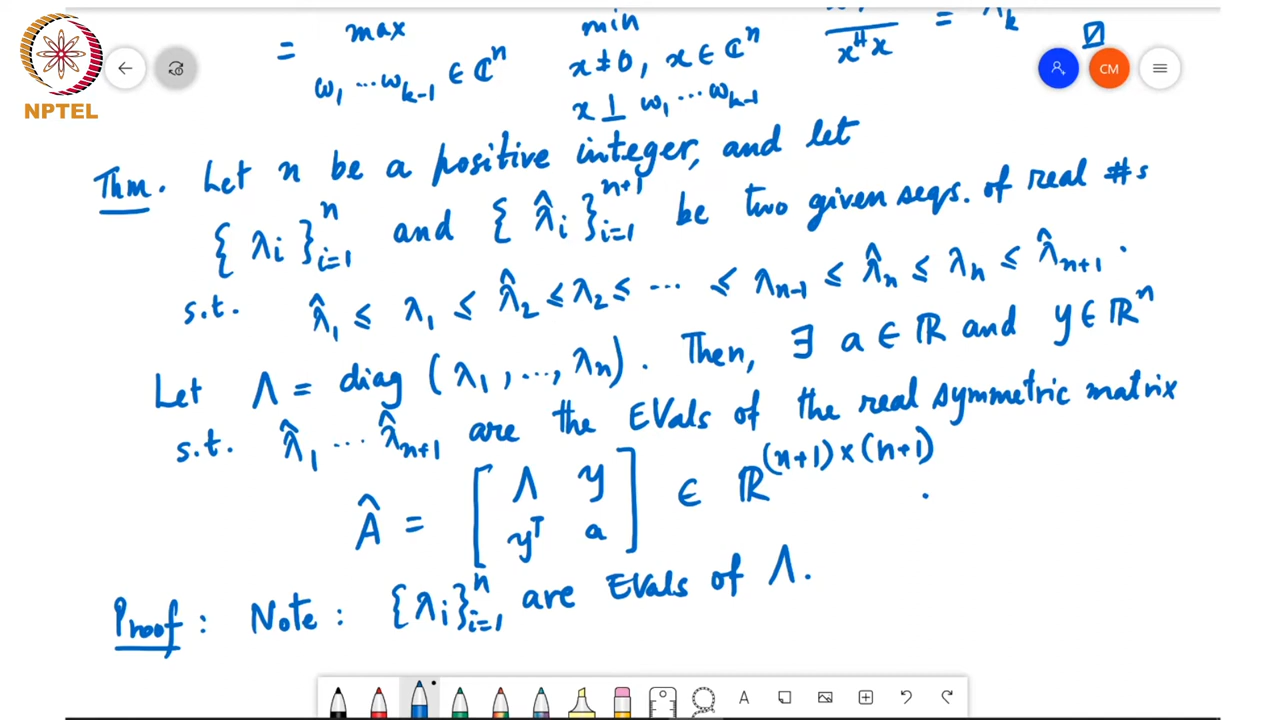 = max min = λ_k
ω_1 ... ω_{k-1} ∈ ℂ^n x ≠ 0, x ∈ ℂ^n x^H x
x ⊥ ω_1 ... ω_{k-1}
CM
NPTEL
Thm. Let n be a positive integer, and let
{λ_i}_{i=1}^n and {λ̂_i}_{i=1}^{n+1} be two given seqs. of real #s
s.t. λ̂_1 ≤ λ_1 ≤ λ̂_2 ≤ λ_2 ≤ ... ≤ λ_{n-1} ≤ λ̂_n ≤ λ_n ≤ λ̂_{n+1}.
Let Λ = diag (λ_1, ..., λ_n). Then, ∃ a ∈ ℝ and y ∈ ℝ^n
s.t. λ̂_1 ... λ̂_{n+1} are the EVals of the real symmetric matrix
Â = [ Λ y ; y^T a ] ∈ ℝ^{(n+1)×(n+1)}.
Proof: Note: {λ_i}_{i=1}^n are EVals of Λ.
A